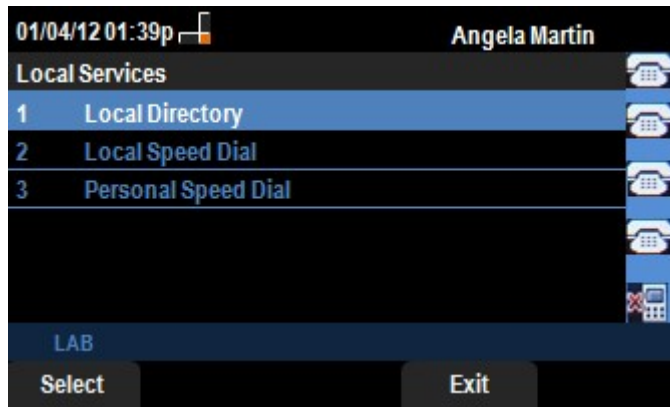 01/04/12 01:39p Angela Martin
Local Services
1 Local Directory
2 Local Speed Dial
3 Personal Speed Dial
LAB
Select Exit